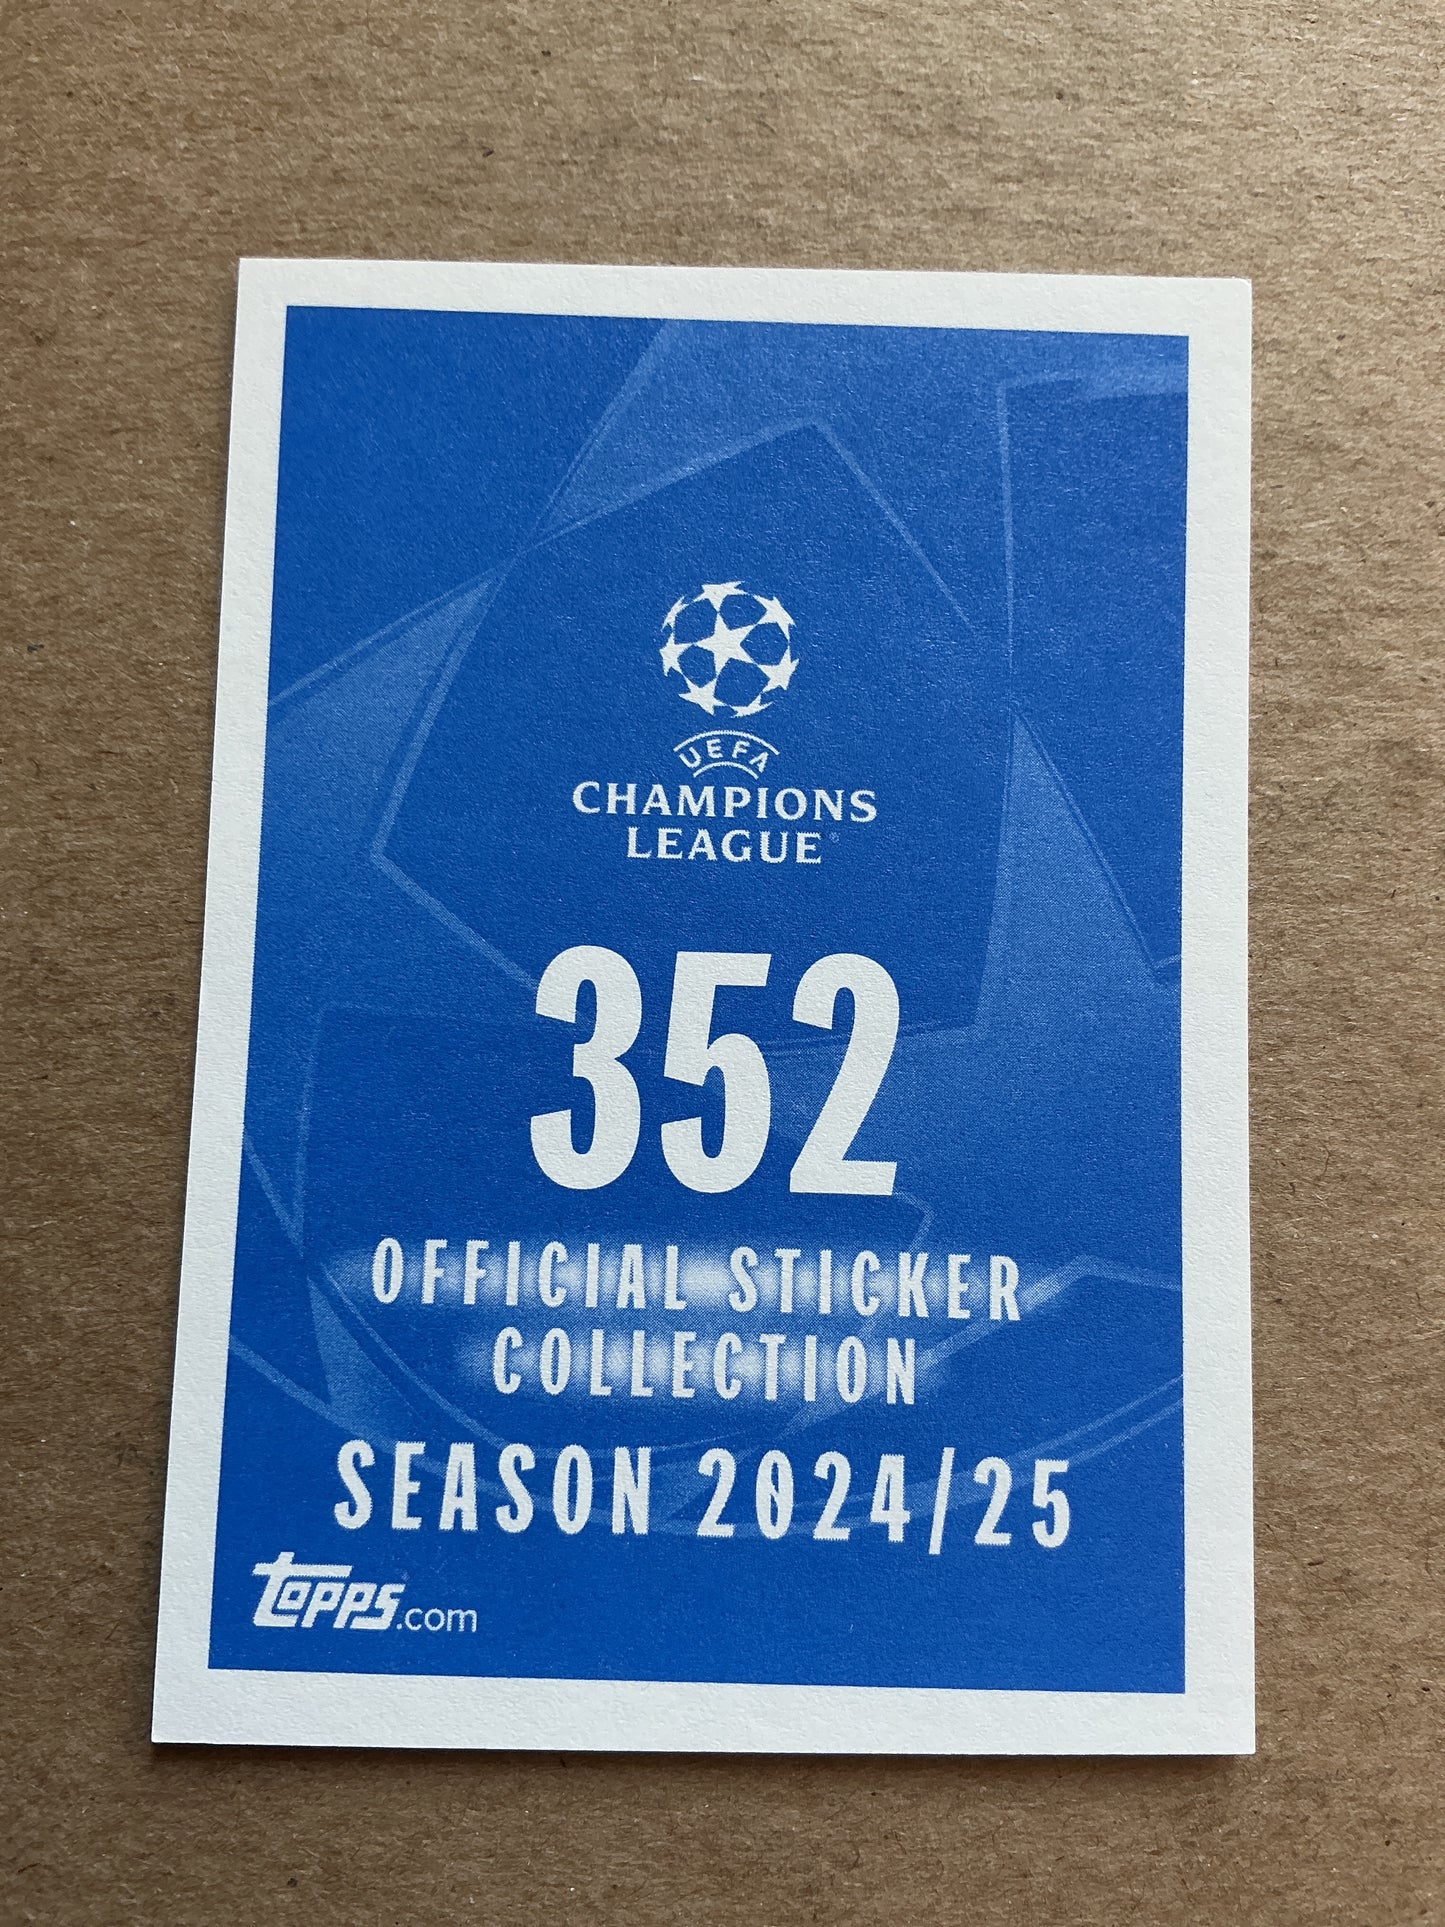 UEFA
CHAMPIONS
LEAGUE®
352
OFFICIAL STICKER
COLLECTION
SEASON 2024/25
topps.com